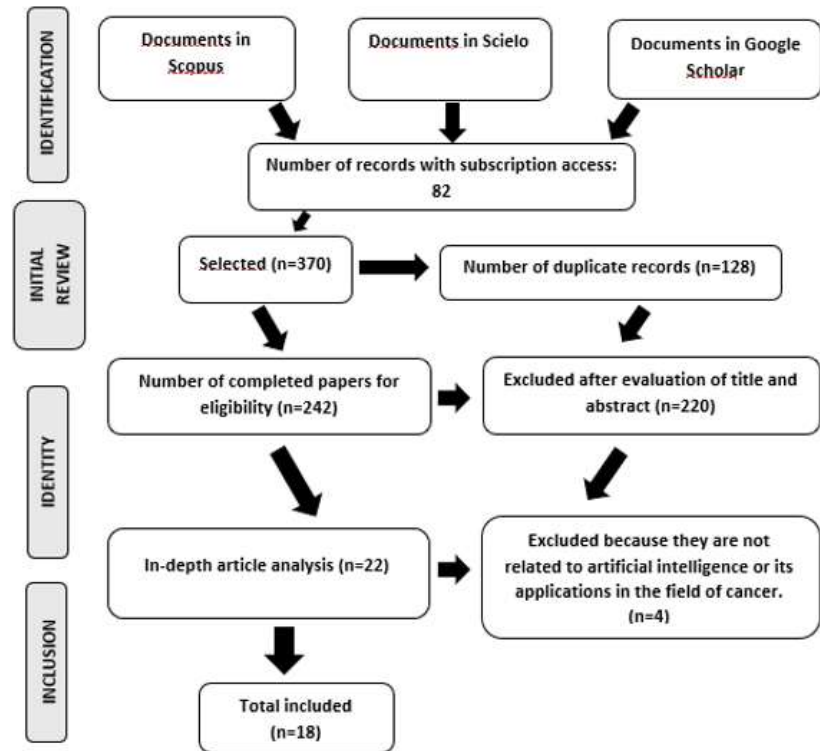 IDENTIFICATION
Documents in
Scopus
Documents in Scielo
Documents in Google
Scholar
Number of records with subscription access:
82
INITIAL
REVIEW
Selected (n=370)
Number of duplicate records (n=128)
IDENTITY
Number of completed papers for
eligibility (n=242)
Excluded after evaluation of title and
abstract (n=220)
In-depth article analysis (n=22)
Excluded because they are not
related to artificial intelligence or its
applications in the field of cancer.
(n=4)
INCLUSION
Total included
(n=18)